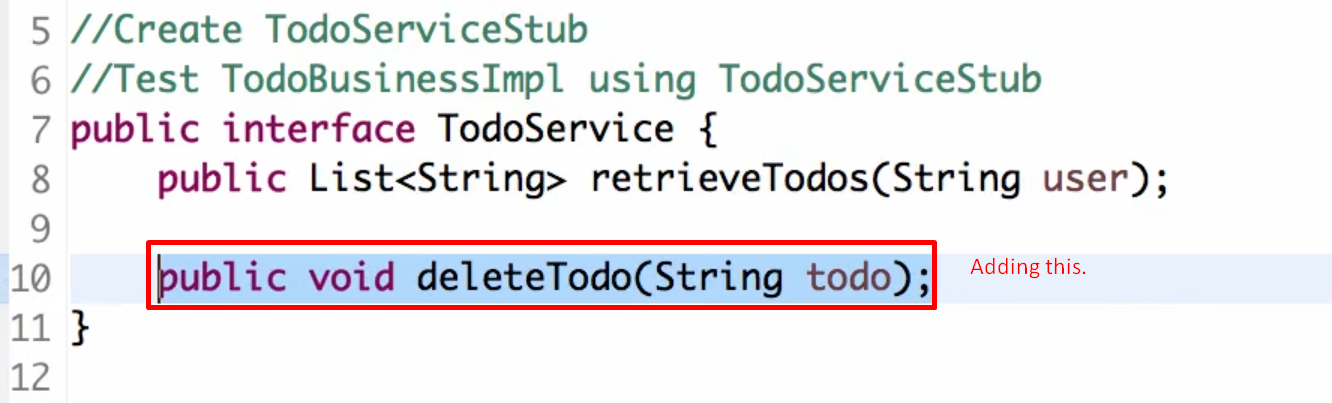 5 //Create TodoServiceStub
6 //Test TodoBusinessImpl using TodoServiceStub
7 public interface TodoService {
8 public List<String> retrieveTodos(String user);
9
10 public void deleteTodo(String todo); Adding this.
11 }
12